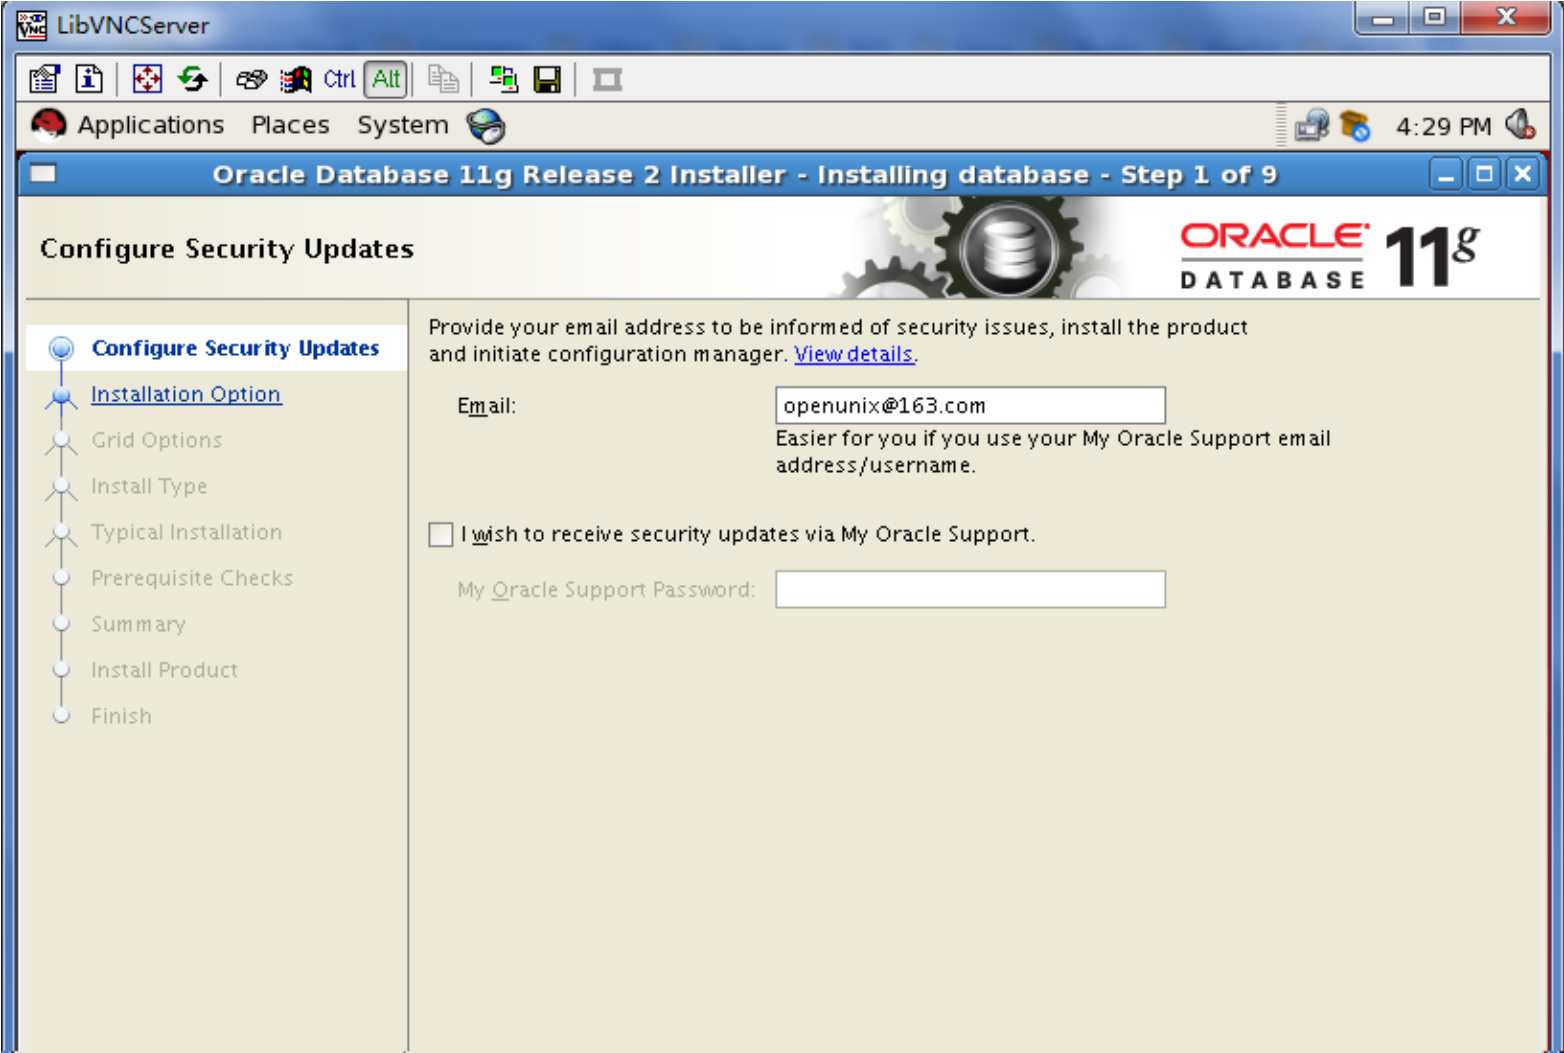 LibVNCServer
Ctrl Alt
Applications Places System 4:29 PM
Oracle Database 11g Release 2 Installer - Installing database - Step 1 of 9
Configure Security Updates
ORACLE
DATABASE 11g
Provide your email address to be informed of security issues, install the product
and initiate configuration manager. View details.
Configure Security Updates
Installation Option
Grid Options
Install Type
Typical Installation
Prerequisite Checks
Summary
Install Product
Finish
Email: openunix@163.com
Easier for you if you use your My Oracle Support email
address/username.
I wish to receive security updates via My Oracle Support.
My Oracle Support Password: